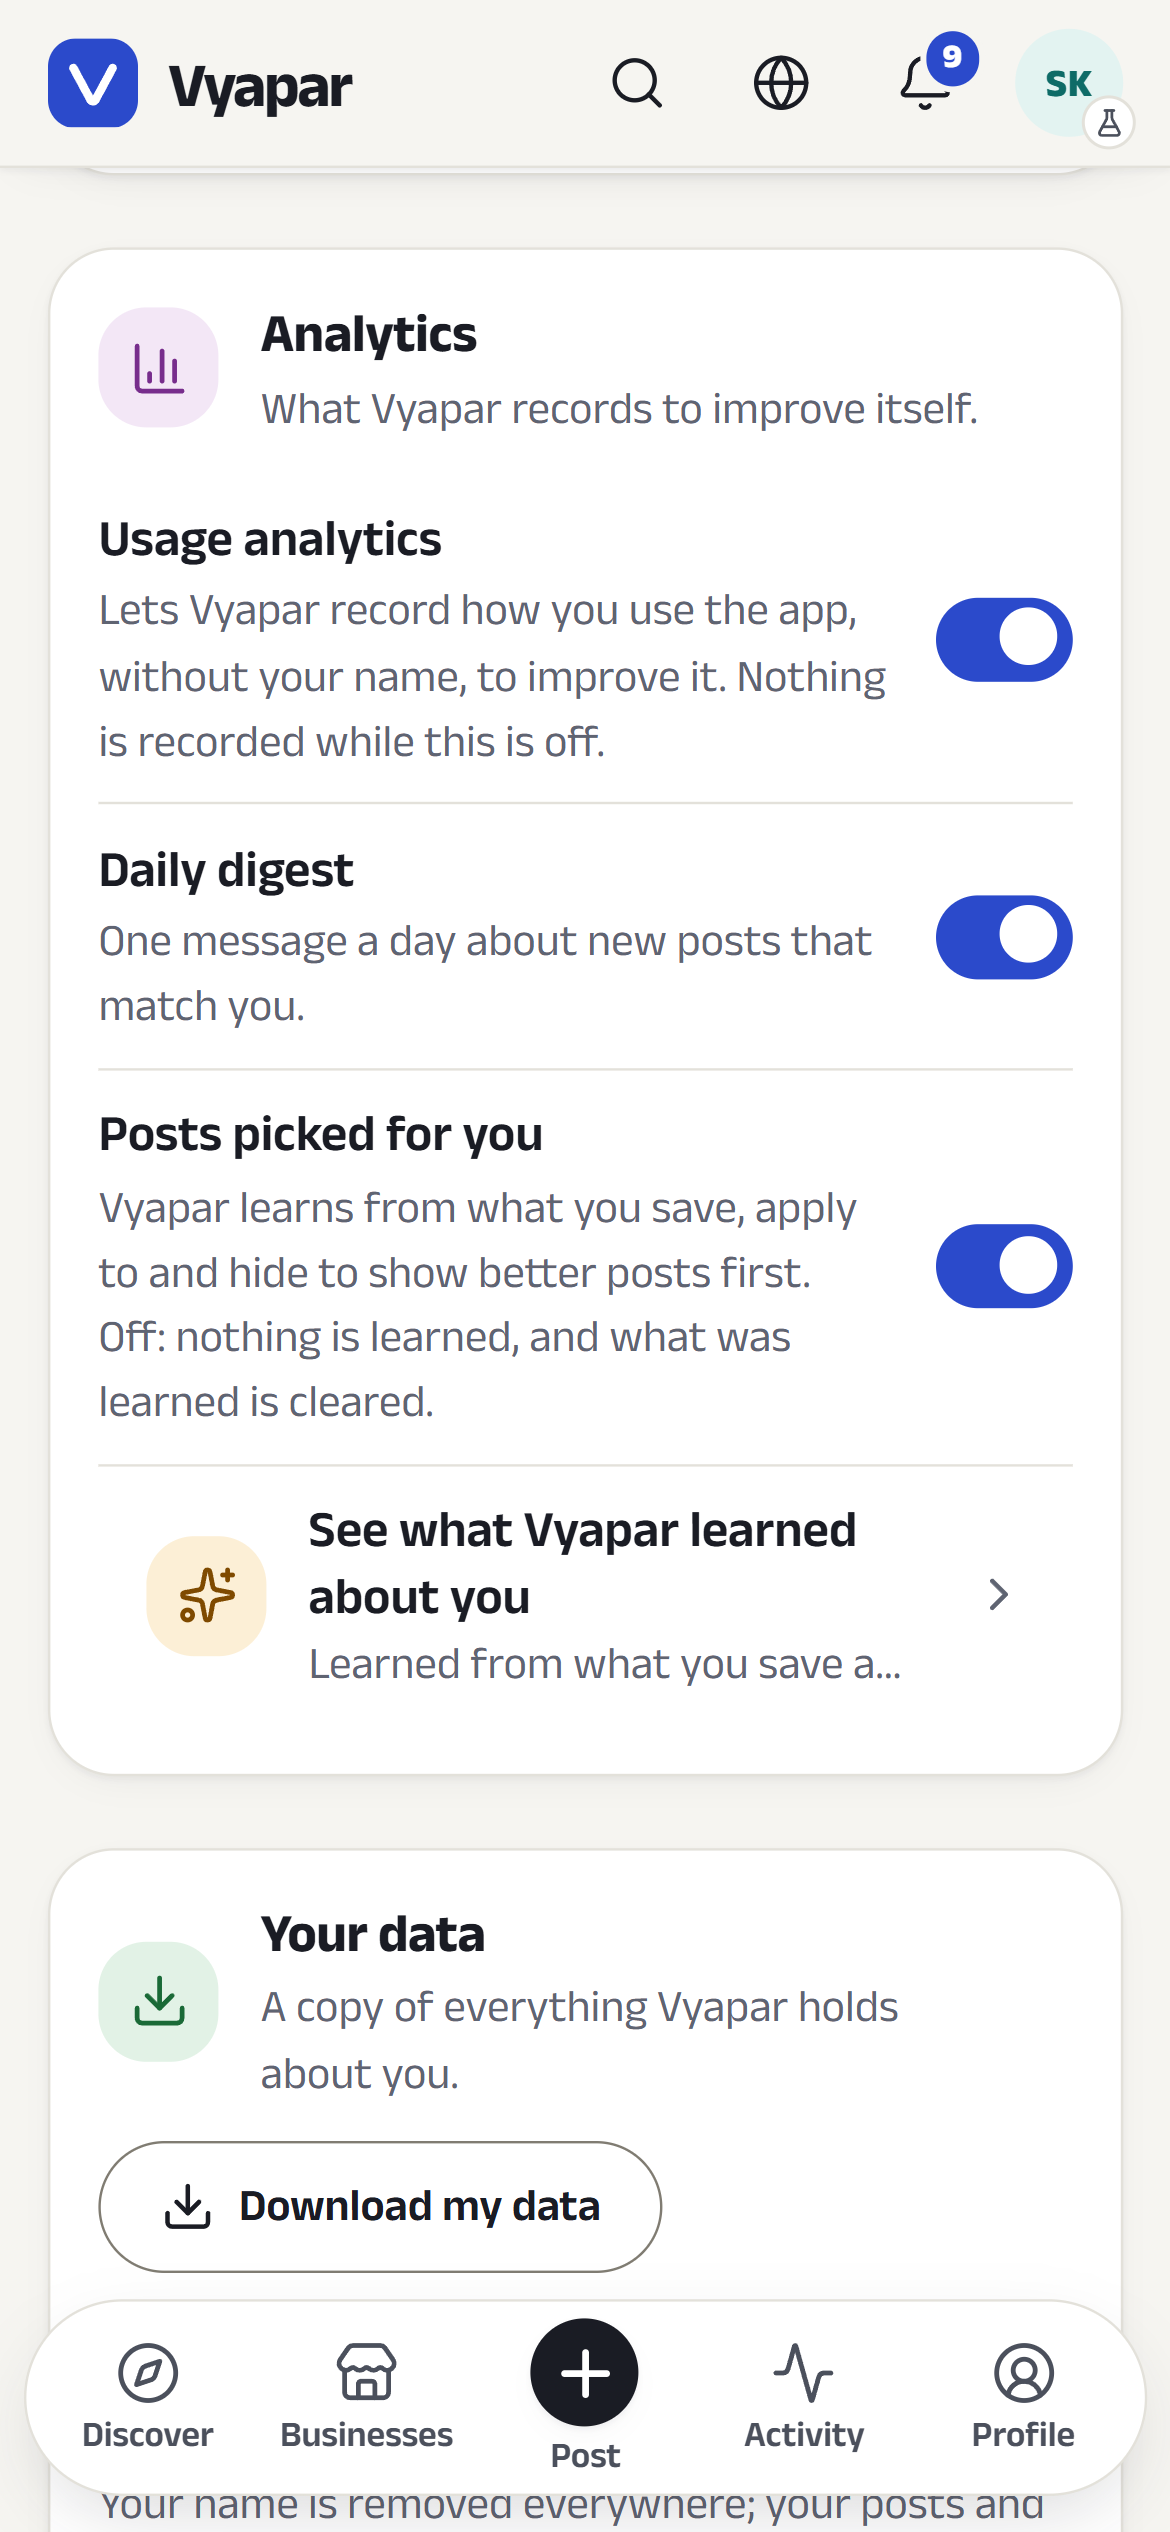 Vyapar
9
SK
Analytics
What Vyapar records to improve itself.
Usage analytics
Lets Vyapar record how you use the app,
without your name, to improve it. Nothing
is recorded while this is off.
Daily digest
One message a day about new posts that
match you.
Posts picked for you
Vyapar learns from what you save, apply
to and hide to show better posts first.
Off: nothing is learned, and what was
learned is cleared.
See what Vyapar learned
about you
Learned from what you save a...
Your data
A copy of everything Vyapar holds
about you.
Download my data
Discover
Businesses
Post
Activity
Profile
Your name is removed everywhere; your posts and